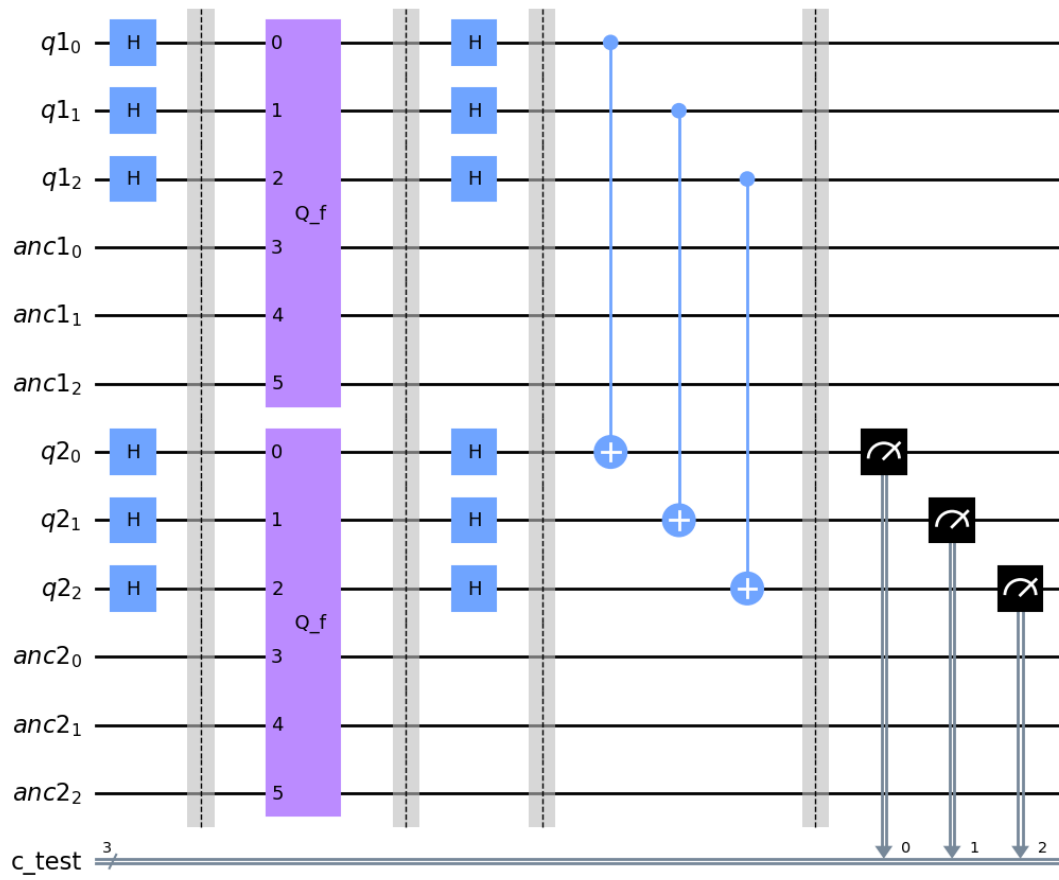 q1₀ H 0 H
q1₁ H 1 H
q1₂ H 2 H
Q_f
anc1₀ 3
anc1₁ 4
anc1₂ 5
q2₀ H 0 H
q2₁ H 1 H
q2₂ H 2 H
Q_f
anc2₀ 3
anc2₁ 4
anc2₂ 5
c_test 3 0 1 2